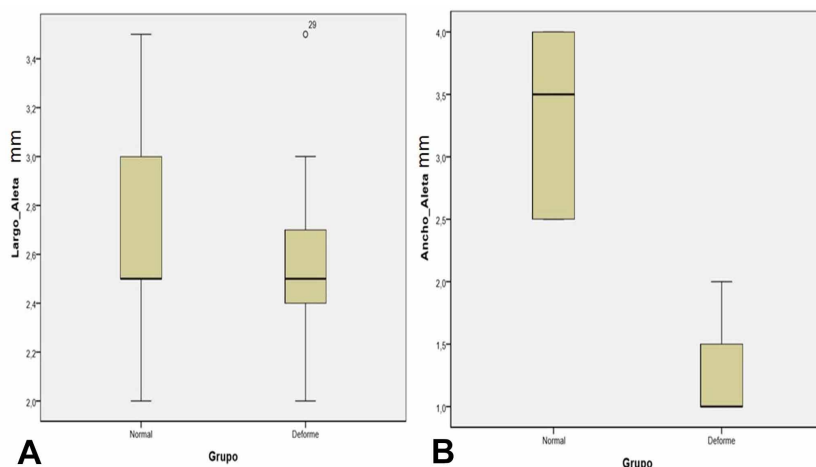 Largo_Aleta mm
3,4
3,2
3,0
2,8
2,6
2,4
2,2
2,0
29
Normal
Deforme
Grupo
A
Ancho_Aleta mm
4,0
3,5
3,0
2,5
2,0
1,5
1,0
Normal
Deforme
Grupo
B